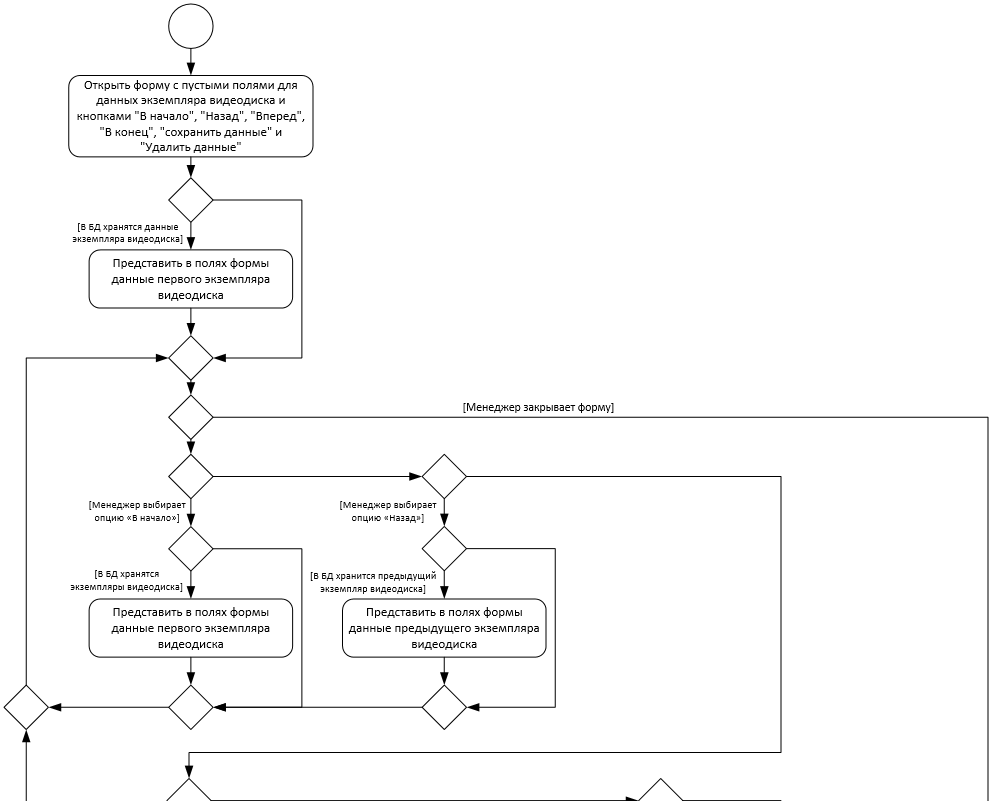 Открыть форму с пустыми полями для
данных экземпляра видеодиска и
кнопками "В начало", "Назад", "Вперед",
"В конец", "сохранить данные" и
"Удалить данные"
[В БД хранятся данные
экземпляра видеодиска]
Представить в полях формы
данные первого экземпляра
видеодиска
[Менеджер закрывает форму]
[Менеджер выбирает
опцию «В начало»]
[Менеджер выбирает
опцию «Назад»]
[В БД хранятся
экземпляры видеодиска]
[В БД хранится предыдущий
экземпляр видеодиска]
Представить в полях формы
данные первого экземпляра
видеодиска
Представить в полях формы
данные предыдущего экземпляра
видеодиска